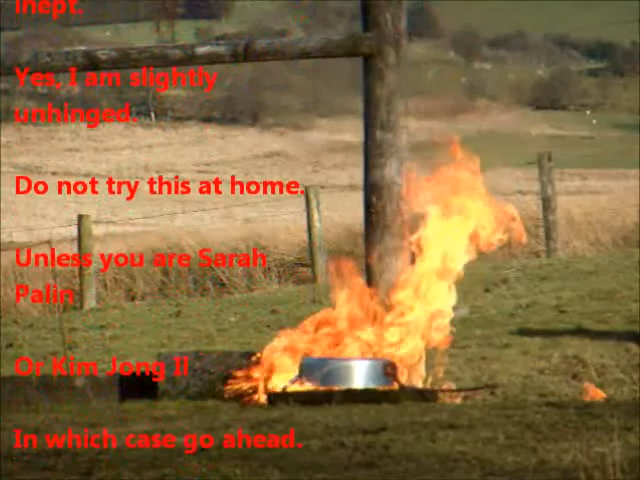 inept.
Yes, I am slightly
unhinged.
Do not try this at home.
Unless you are Sarah
Palin
Or Kim Jong Il
In which case go ahead.